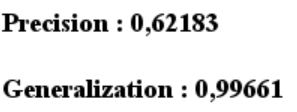 Precision : 0,62183
Generalization : 0,99661